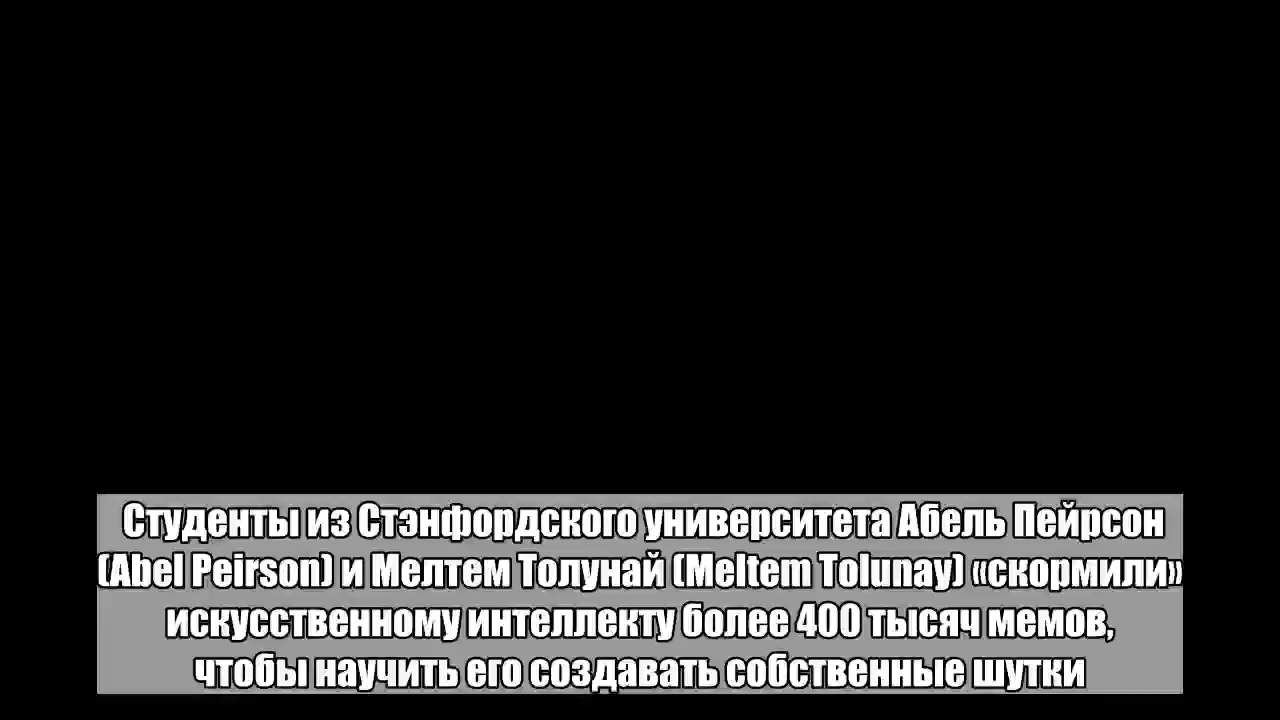 Студенты из Стэнфордского университета Абель Пейрсон
(Abel Peirson) и Мелтем Толунай (Meltem Tolunay) «скормили»
искусственному интеллекту более 400 тысяч мемов,
чтобы научить его создавать собственные шутки